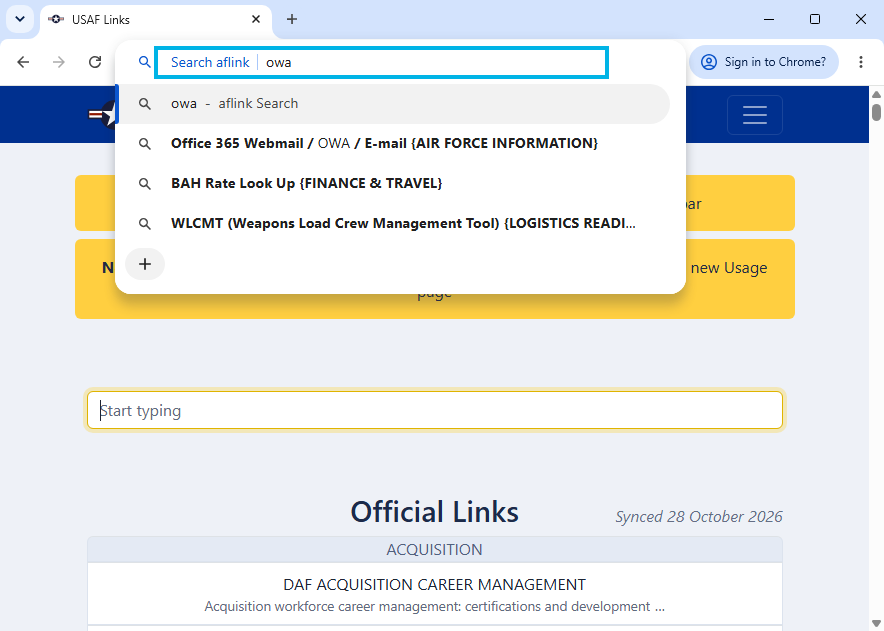 USAF Links
Search aflink owa
Sign in to Chrome?
owa - aflink Search
Office 365 Webmail / OWA / E-mail {AIR FORCE INFORMATION}
BAH Rate Look Up {FINANCE & TRAVEL}
WLCMT (Weapons Load Crew Management Tool) {LOGISTICS READI...
new Usage
page
Start typing
Official Links
Synced 28 October 2026
ACQUISITION
DAF ACQUISITION CAREER MANAGEMENT
Acquisition workforce career management: certifications and development ...